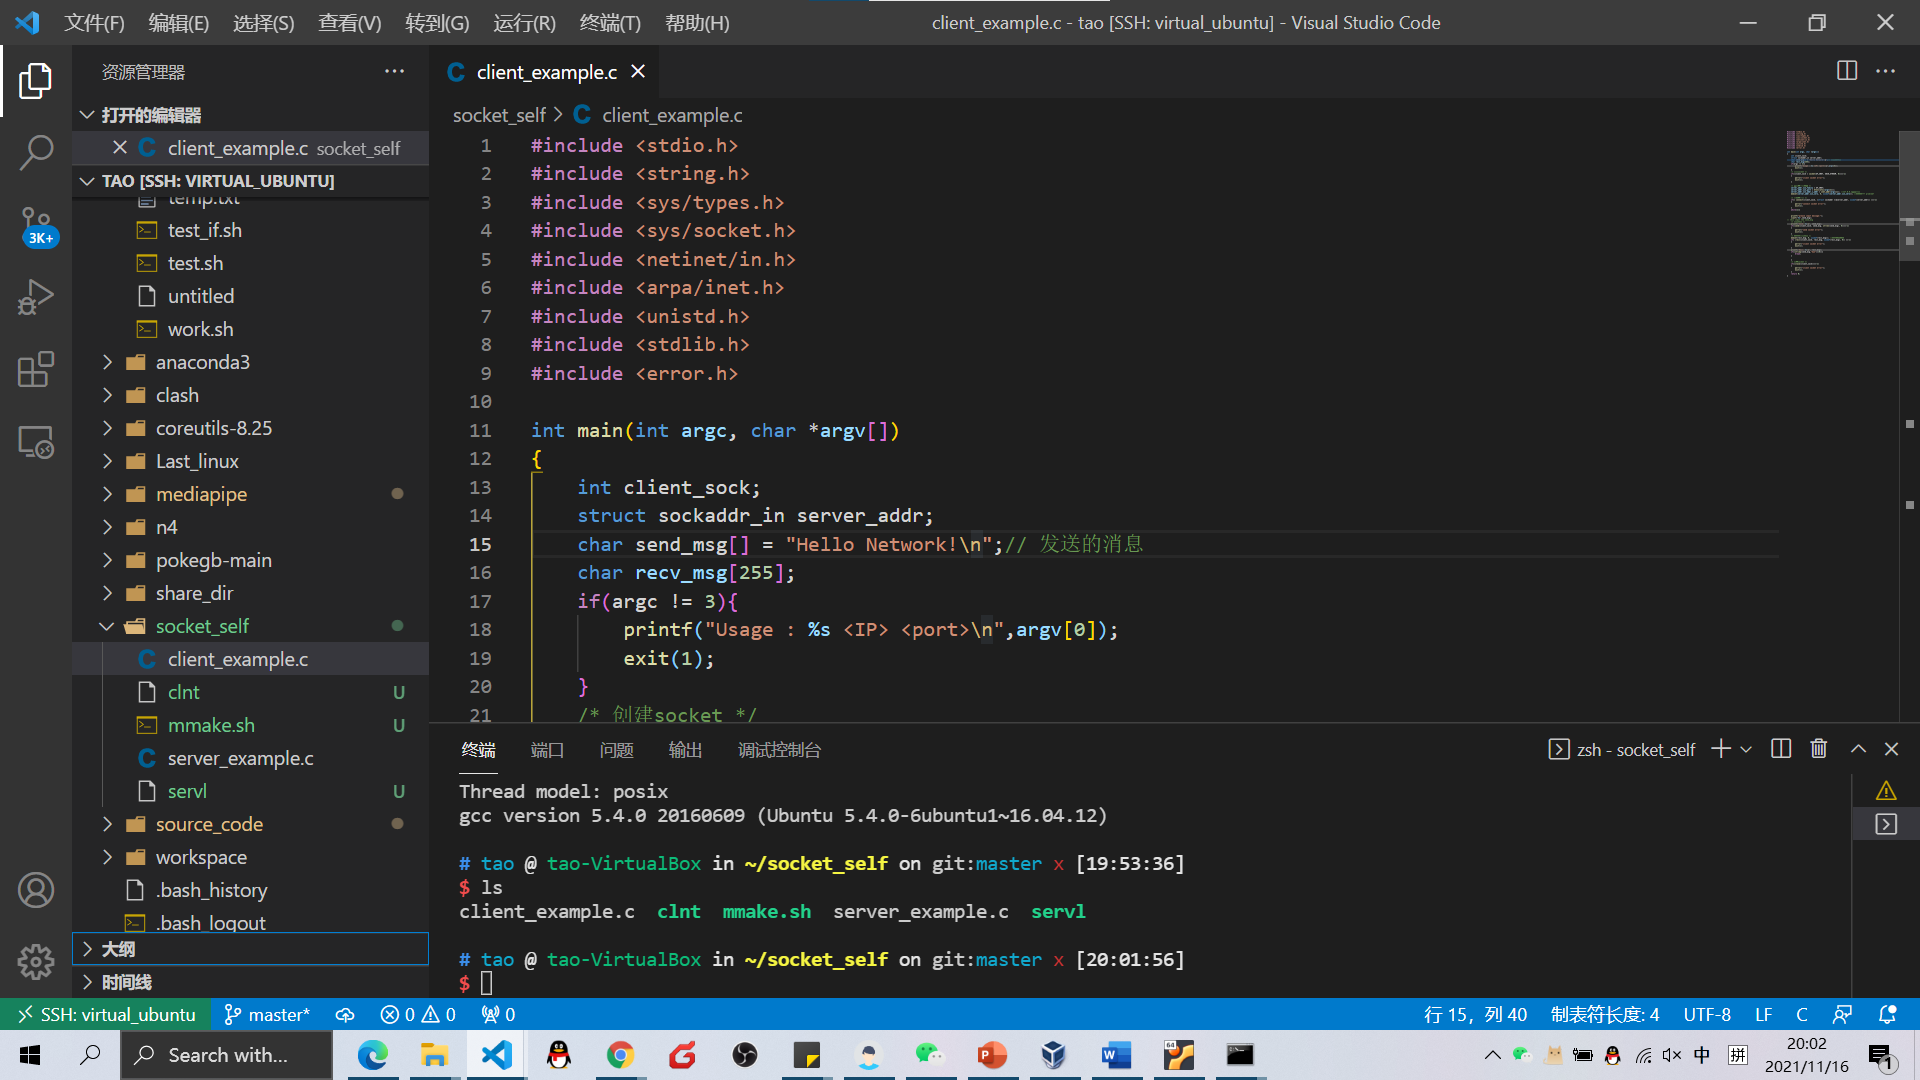 文件(F) 编辑(E) 选择(S) 查看(V) 转到(G) 运行(R) 终端(T) 帮助(H) client_example.c - tao [SSH: virtual_ubuntu] - Visual Studio Code
资源管理器
打开的编辑器
client_example.c socket_self
TAO [SSH: VIRTUAL_UBUNTU]
temp.txt
test_if.sh
test.sh
untitled
work.sh
anaconda3
clash
coreutils-8.25
Last_linux
mediapipe
n4
pokegb-main
share_dir
socket_self
client_example.c
clnt U
mmake.sh U
server_example.c
servl U
source_code
workspace
.bash_history
.bash_logout
大纲
时间线
3K+
client_example.c
socket_self > client_example.c
1 #include <stdio.h>
2 #include <string.h>
3 #include <sys/types.h>
4 #include <sys/socket.h>
5 #include <netinet/in.h>
6 #include <arpa/inet.h>
7 #include <unistd.h>
8 #include <stdlib.h>
9 #include <error.h>
10
11 int main(int argc, char *argv[])
12 {
13 int client_sock;
14 struct sockaddr_in server_addr;
15 char send_msg[] = "Hello Network!\n";// 发送的消息
16 char recv_msg[255];
17 if(argc != 3){
18 printf("Usage : %s <IP> <port>\n",argv[0]);
19 exit(1);
20 }
21 /* 创建socket */
终端 端口 问题 输出 调试控制台 zsh - socket_self
Thread model: posix
gcc version 5.4.0 20160609 (Ubuntu 5.4.0-6ubuntu1~16.04.12)
# tao @ tao-VirtualBox in ~/socket_self on git:master x [19:53:36]
$ ls
client_example.c clnt mmake.sh server_example.c servl
# tao @ tao-VirtualBox in ~/socket_self on git:master x [20:01:56]
$
SSH: virtual_ubuntu master* 0 0 0 行 15，列 40 制表符长度: 4 UTF-8 LF C
Search with... 中 拼 20:02
2021/11/16 1